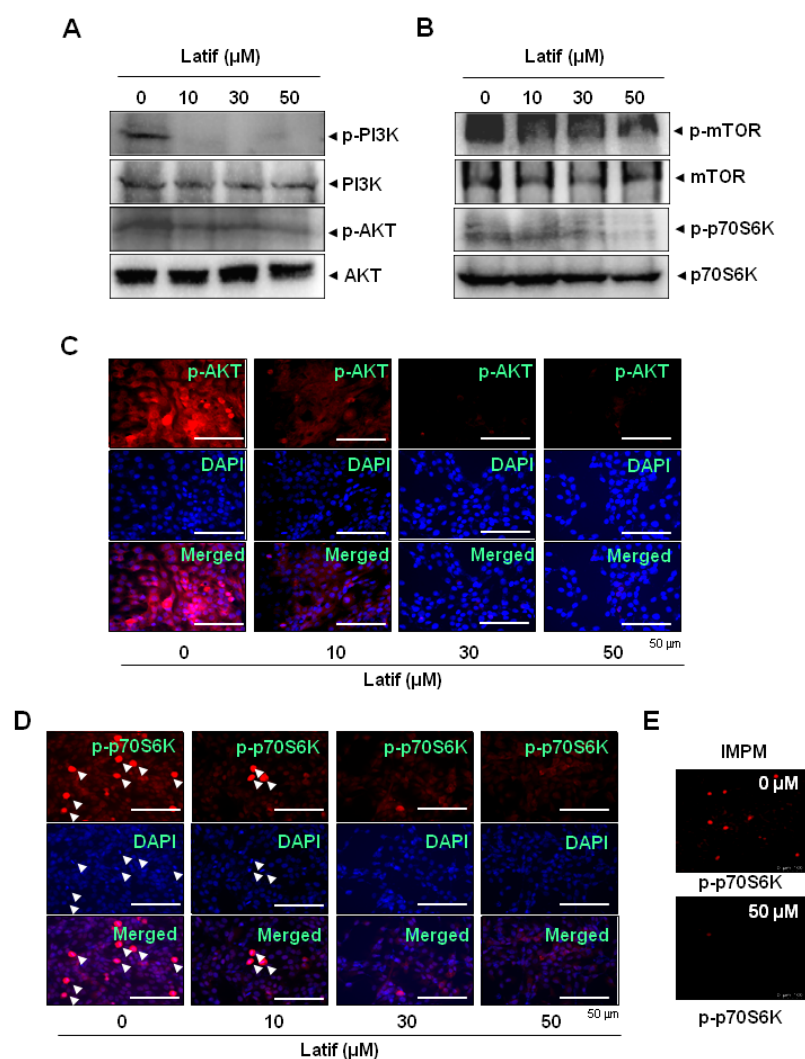 A
Latif (µM)
0 10 30 50
p-PI3K
PI3K
p-AKT
AKT
B
Latif (µM)
0 10 30 50
p-mTOR
mTOR
p-p70S6K
p70S6K
C
p-AKT p-AKT p-AKT p-AKT
DAPI DAPI DAPI DAPI
Merged Merged Merged Merged
50 µm
0 10 30 50
Latif (µM)
D
p-p70S6K p-p70S6K p-p70S6K p-p70S6K
DAPI DAPI DAPI DAPI
Merged Merged Merged Merged
50 µm
0 10 30 50
Latif (µM)
E
IMPM
0 µM
p-p70S6K
50 µM
p-p70S6K